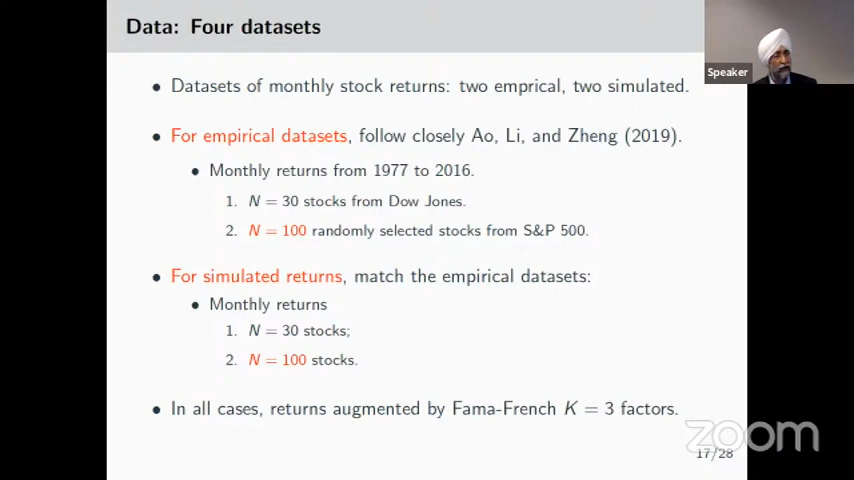 Data: Four datasets
Speaker
• Datasets of monthly stock returns: two emprical, two simulated.
• For empirical datasets, follow closely Ao, Li, and Zheng (2019).
• Monthly returns from 1977 to 2016.
1. N = 30 stocks from Dow Jones.
2. N = 100 randomly selected stocks from S&P 500.
• For simulated returns, match the empirical datasets:
• Monthly returns
1. N = 30 stocks;
2. N = 100 stocks.
• In all cases, returns augmented by Fama-French K = 3 factors.
zoom
17/28